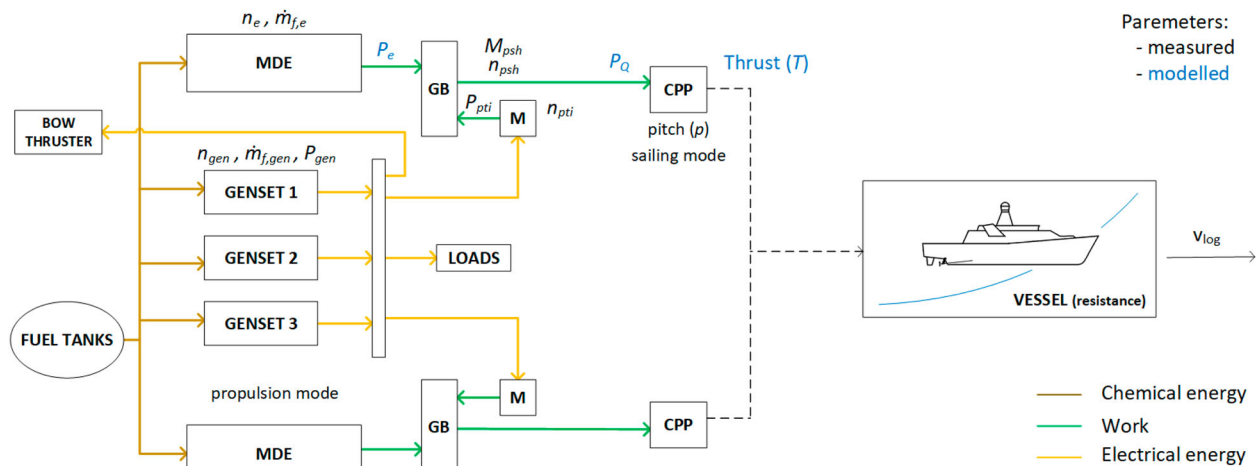 n_e , ṁ_f,e
MDE
P_e
GB
M_psh
n_psh
P_Q
CPP
Thrust (T)
P_pti
M
n_pti
pitch (p)
sailing mode
Paremeters:
- measured
- modelled
BOW
THRUSTER
n_gen , ṁ_f,gen , P_gen
GENSET 1
GENSET 2
LOADS
GENSET 3
FUEL TANKS
VESSEL (resistance)
v_log
propulsion mode
M
GB
CPP
MDE
Chemical energy
Work
Electrical energy